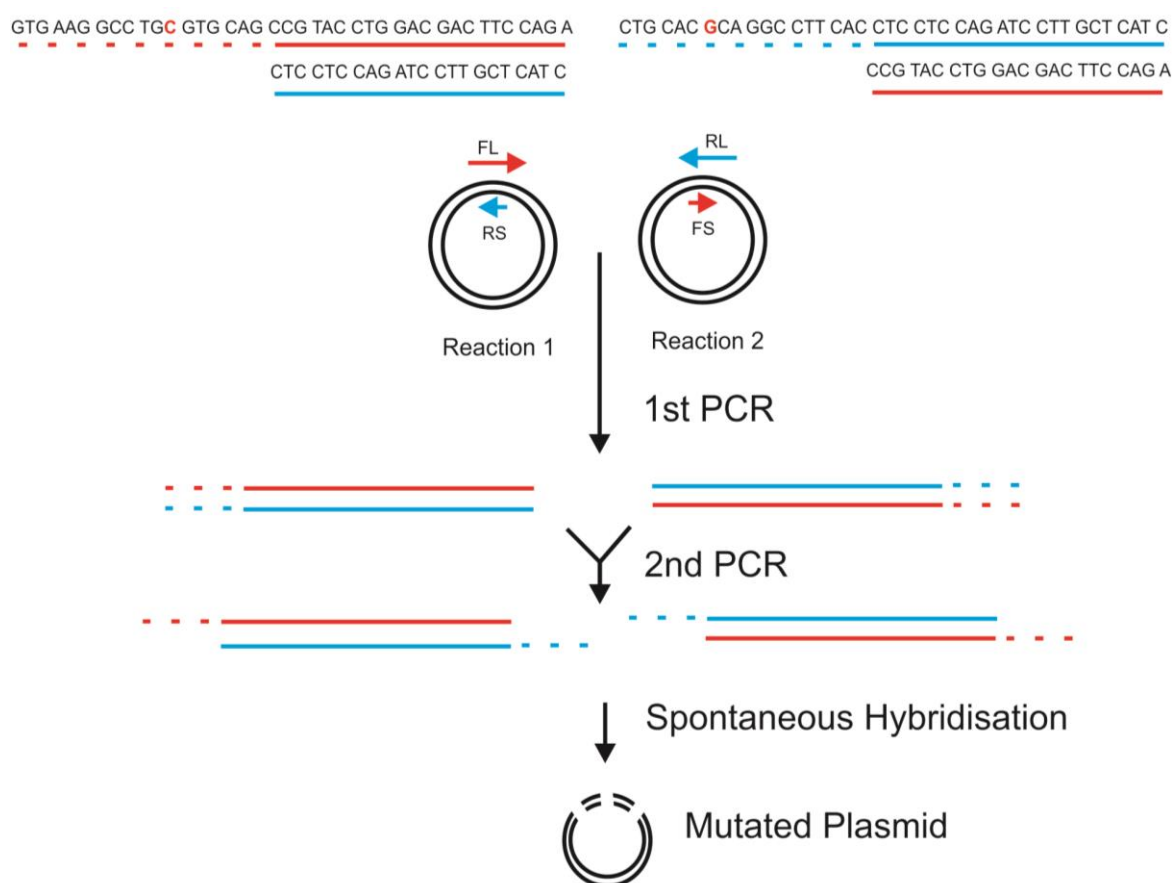 GTG AAG GCC TGC GTG CAG CCG TAC CTG GAC GAC TTC CAG A
CTC CTC CAG ATC CTT GCT CAT C
CTG CAC GCA GGC CTT CAC CTC CTC CAG ATC CTT GCT CAT C
CCG TAC CTG GAC GAC TTC CAG A
FL
RS
Reaction 1
RL
FS
Reaction 2
1st PCR
2nd PCR
Spontaneous Hybridisation
Mutated Plasmid